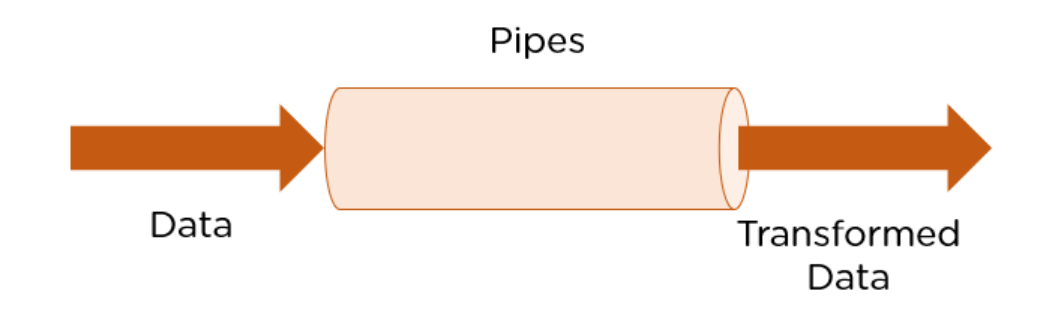 Pipes
Data
Transformed
Data